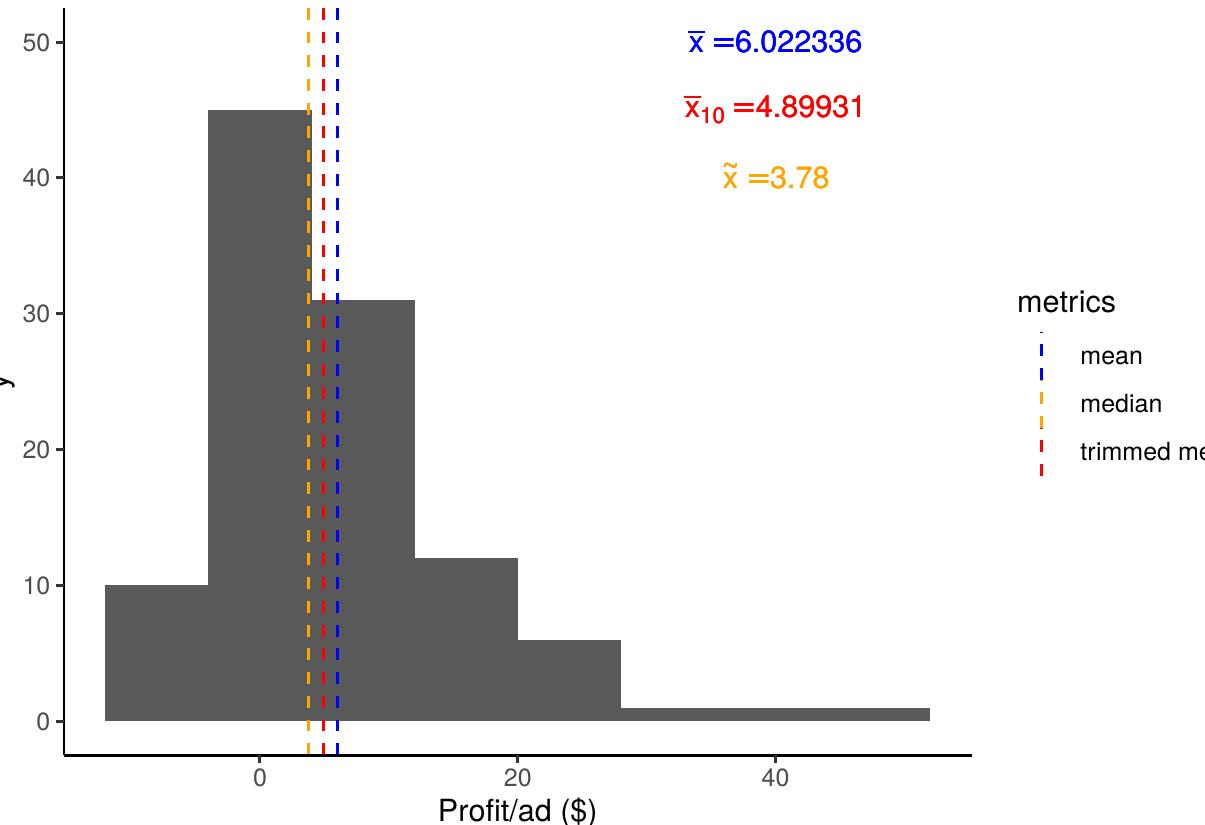 50
40
30
20
10
0
y
x̅ =6.022336
x̅₁₀ =4.89931
x̃ =3.78
metrics
mean
median
trimmed me
0 20 40
Profit/ad ($)